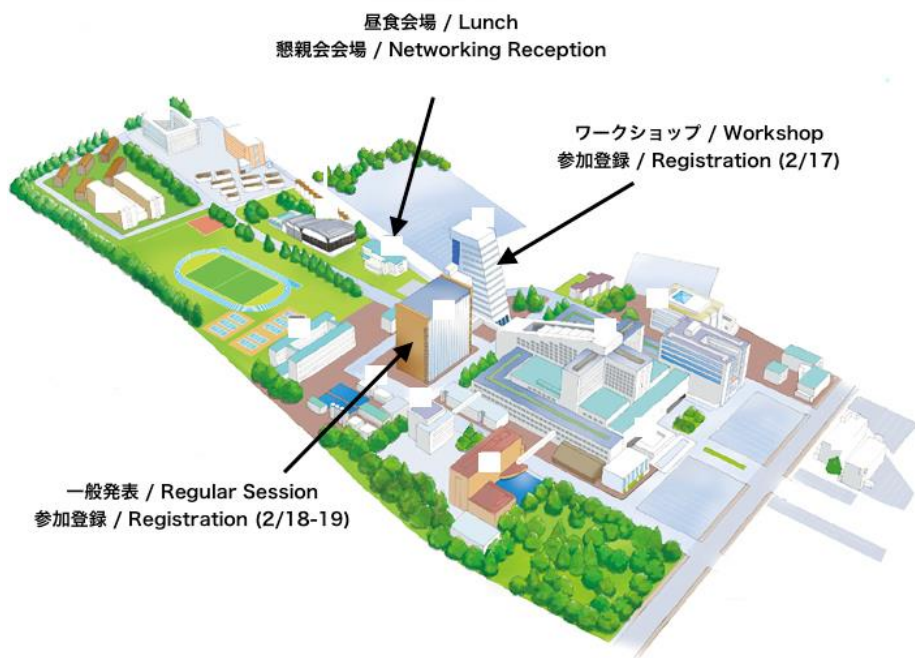 昼食会場 / Lunch
懇親会会場 / Networking Reception
ワークショップ / Workshop
参加登録 / Registration (2/17)
一般発表 / Regular Session
参加登録 / Registration (2/18-19)